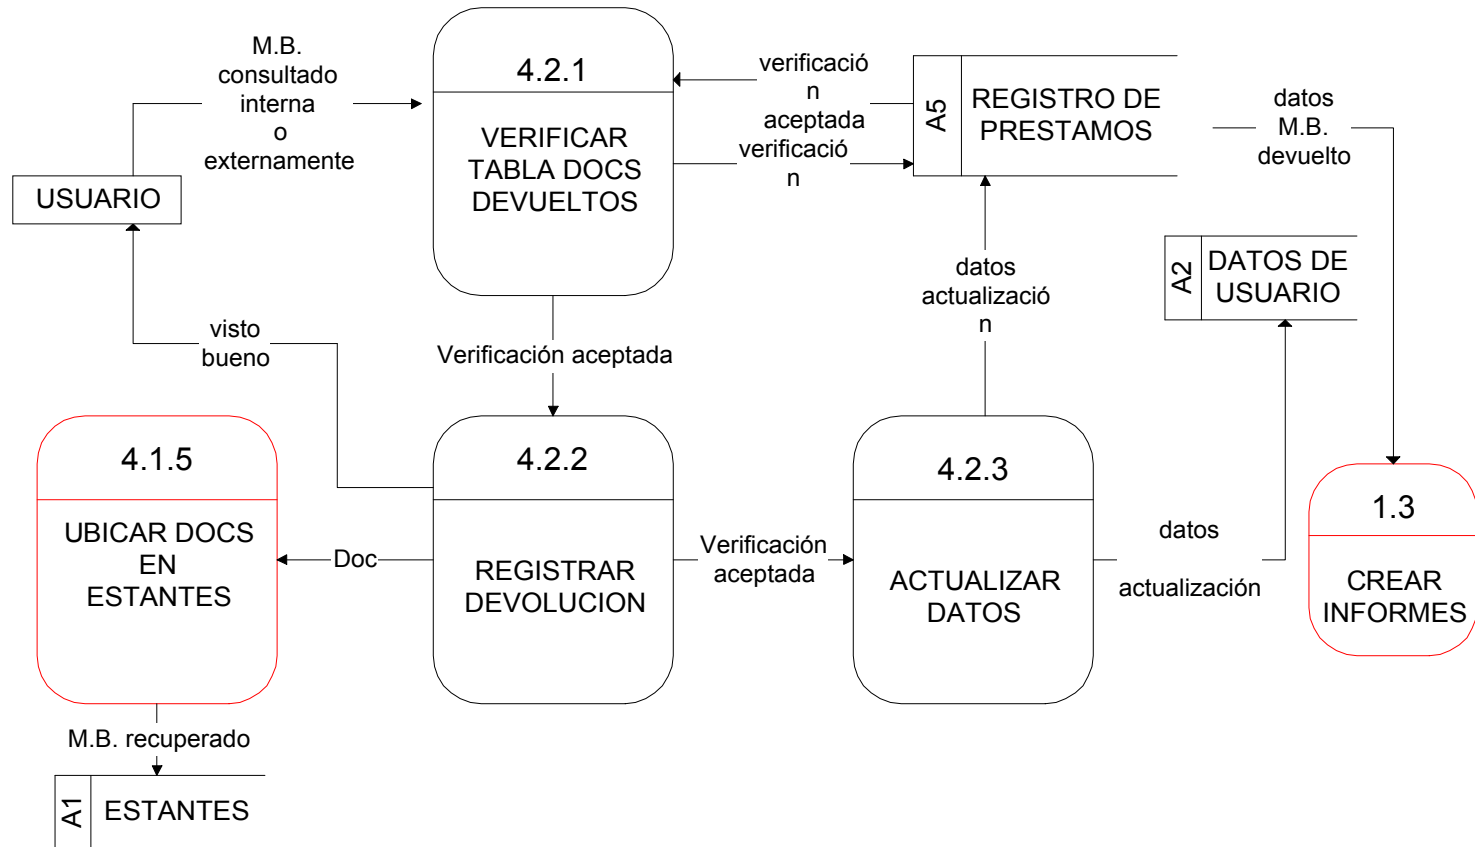 M.B.
consultado
interna
o
externamente
4.2.1
VERIFICAR
TABLA DOCS
DEVUELTOS
verificació
n
aceptada
verificació
n
A5
REGISTRO DE
PRESTAMOS
datos
M.B.
devuelto
USUARIO
A2
DATOS DE
USUARIO
datos
actualizació
n
visto
bueno
Verificación aceptada
4.1.5
UBICAR DOCS
EN
ESTANTES
Doc
4.2.2
REGISTRAR
DEVOLUCION
Verificación
aceptada
4.2.3
ACTUALIZAR
DATOS
datos
actualización
1.3
CREAR
INFORMES
M.B. recuperado
A1
ESTANTES